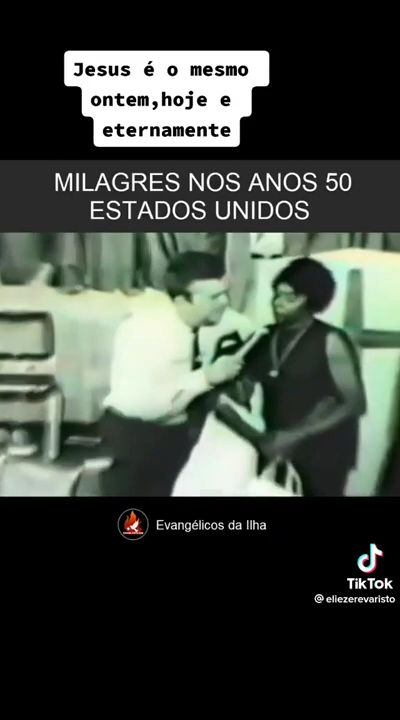 Jesus é o mesmo
ontem,hoje e
eternamente
MILAGRES NOS ANOS 50
ESTADOS UNIDOS
Evangélicos da Ilha
TikTok
@eliezerevaristo